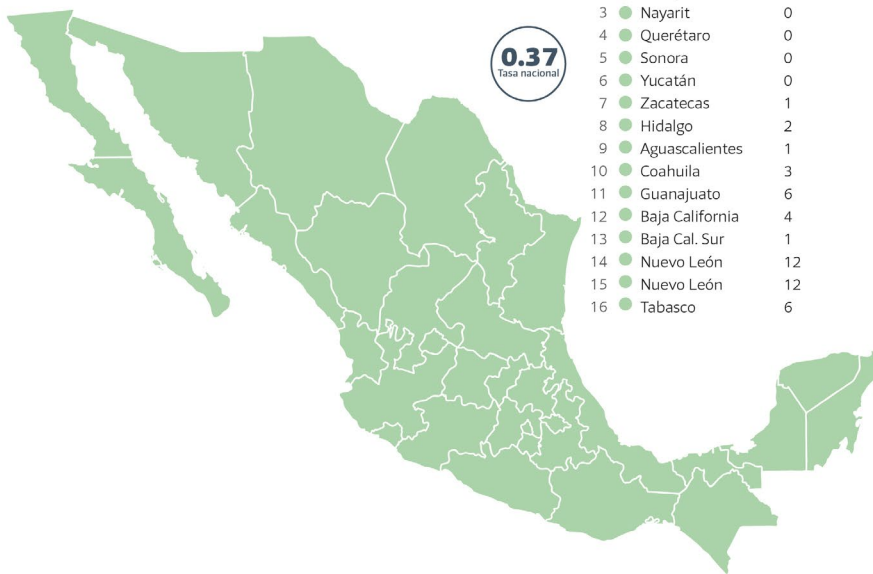 0.37
Tasa nacional
3 Nayarit 0
4 Querétaro 0
5 Sonora 0
6 Yucatán 0
7 Zacatecas 1
8 Hidalgo 2
9 Aguascalientes 1
10 Coahuila 3
11 Guanajuato 6
12 Baja California 4
13 Baja Cal. Sur 1
14 Nuevo León 12
15 Nuevo León 12
16 Tabasco 6